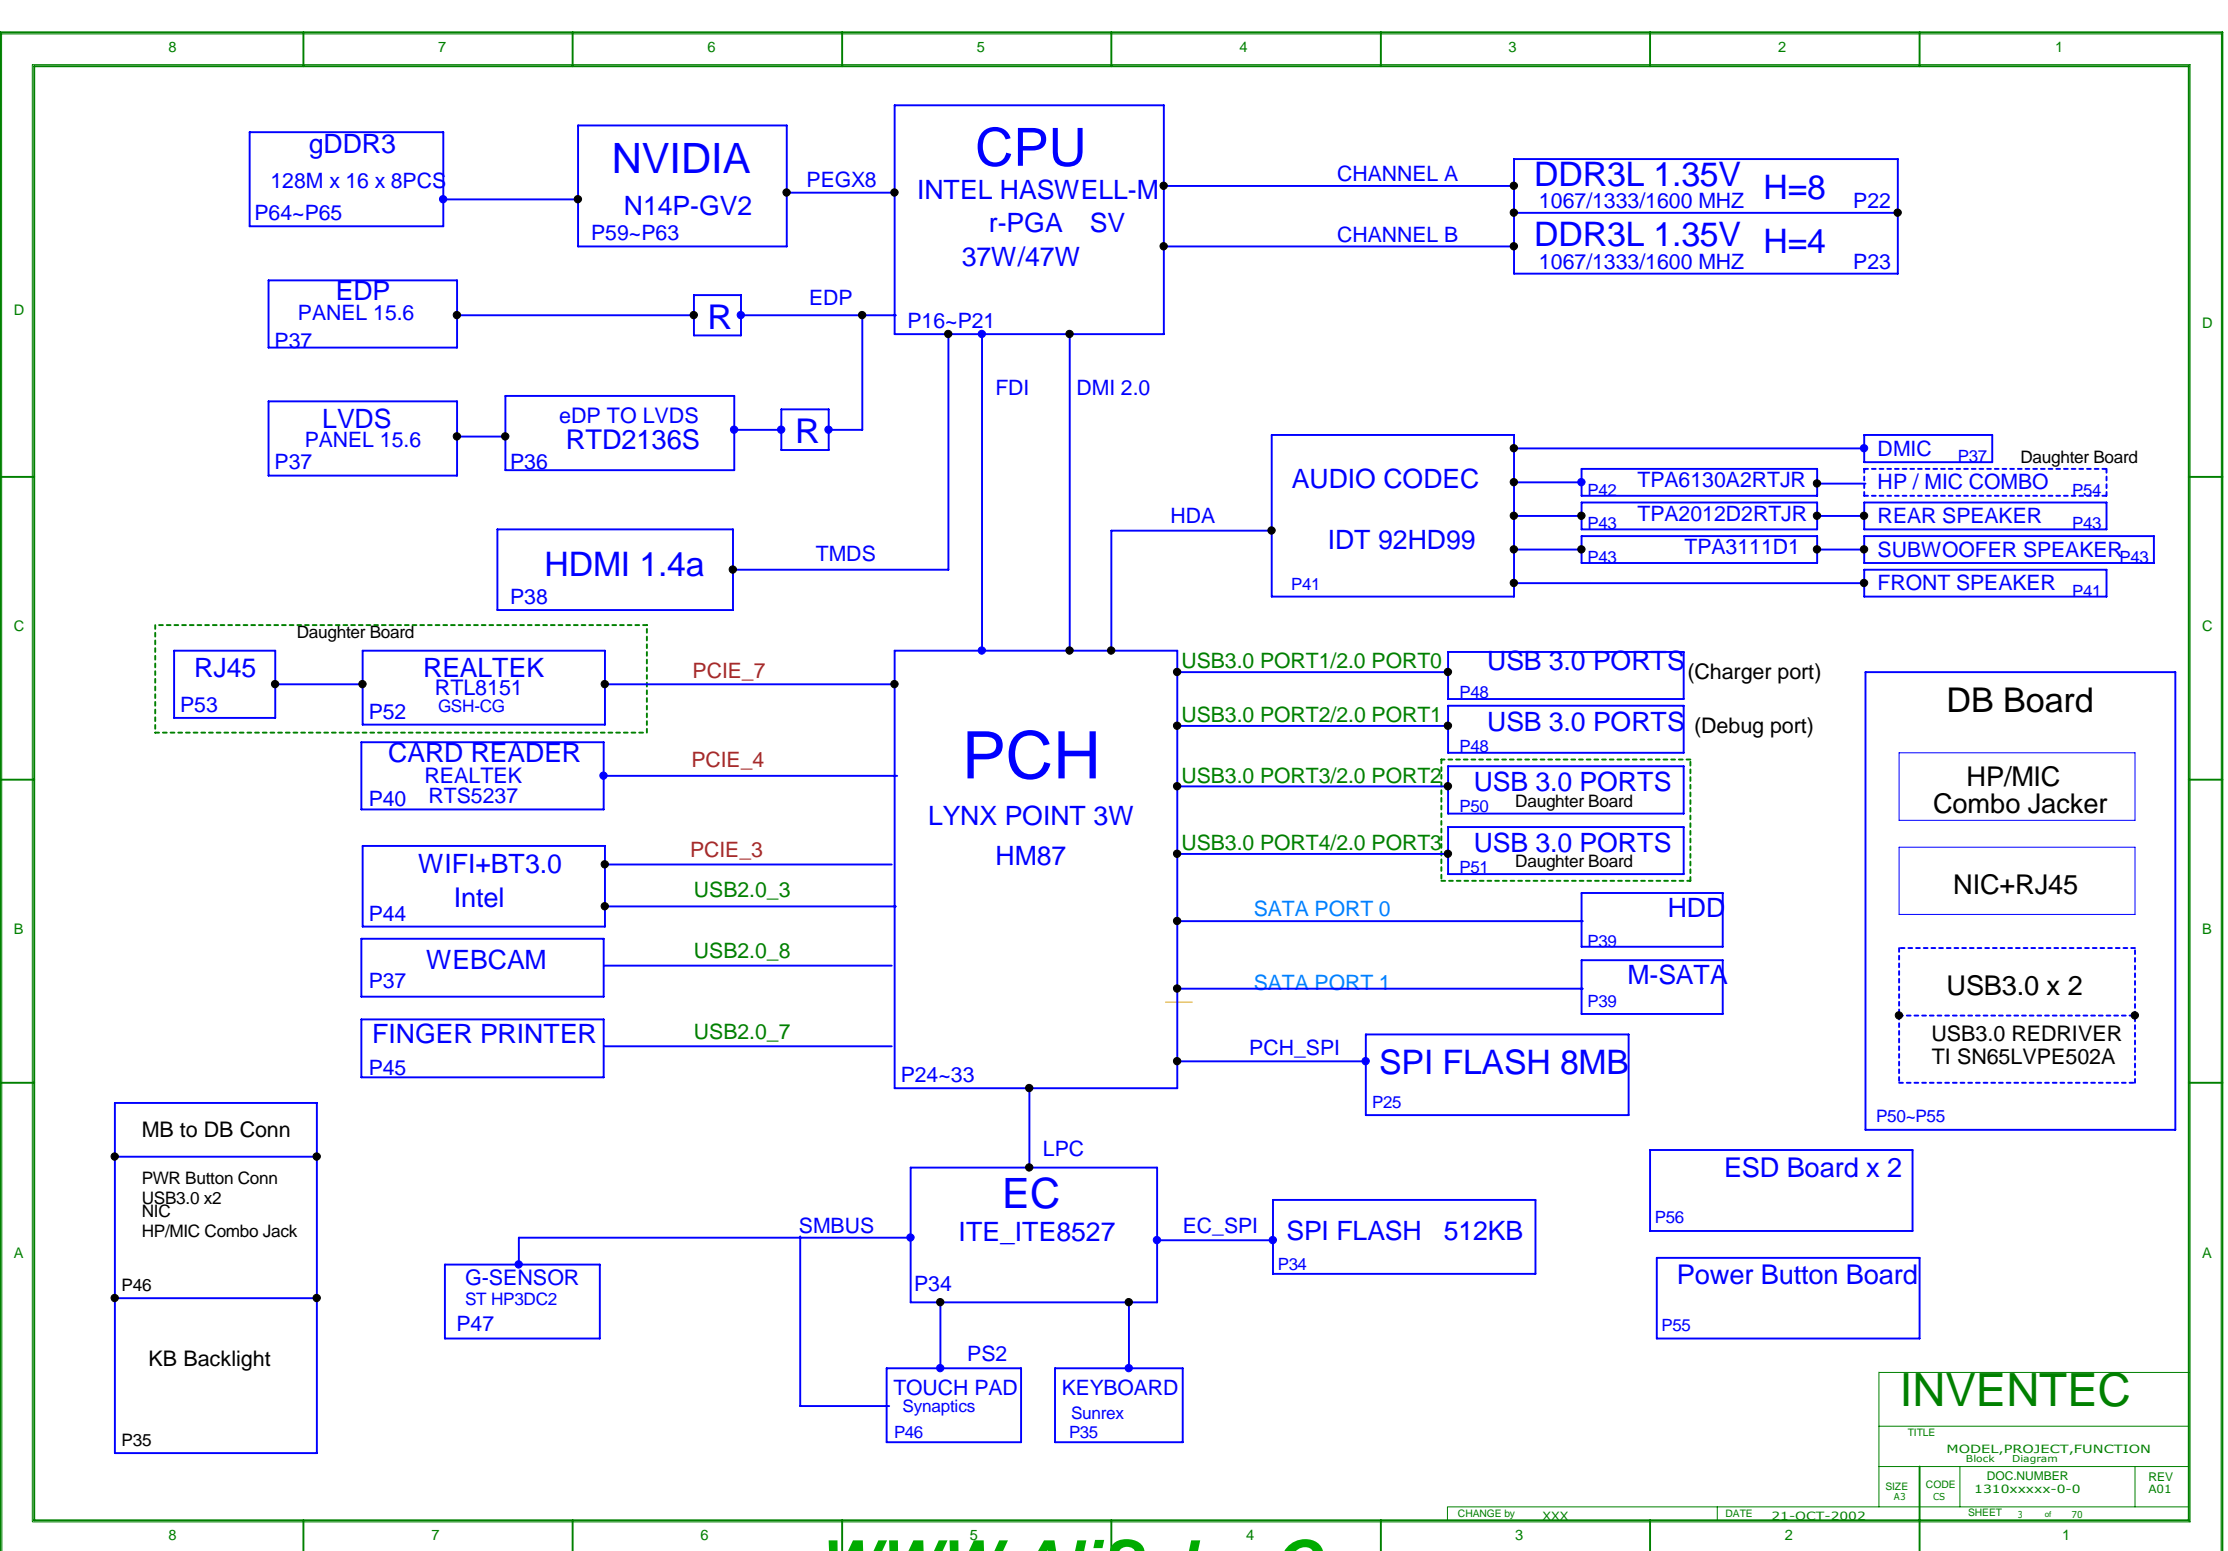 8 7 6 5 4 3 2 1
gDDR3
128M x 16 x 8PCS
P64~P65
NVIDIA
N14P-GV2
P59~P63
PEGX8
CPU
INTEL HASWELL-M
r-PGA SV
37W/47W
P16~P21
CHANNEL A
CHANNEL B
DDR3L 1.35V H=8
1067/1333/1600 MHZ P22
DDR3L 1.35V H=4
1067/1333/1600 MHZ P23
D
D
EDP
PANEL 15.6
P37
R
EDP
LVDS
PANEL 15.6
P37
eDP TO LVDS
RTD2136S
P36
R
FDI
DMI 2.0
HDMI 1.4a
P38
TMDS
HDA
AUDIO CODEC
IDT 92HD99
P41
DMIC P37
Daughter Board
P42 TPA6130A2RTJR
HP / MIC COMBO P54
P43 TPA2012D2RTJR
REAR SPEAKER P43
P43 TPA3111D1
SUBWOOFER SPEAKER P43
FRONT SPEAKER P41
C
C
Daughter Board
RJ45
P53
REALTEK
RTL8151
GSH-CG
P52
PCIE_7
CARD READER
REALTEK
RTS5237
P40
PCIE_4
WIFI+BT3.0
Intel
P44
PCIE_3
USB2.0_3
WEBCAM
P37
USB2.0_8
FINGER PRINTER
P45
USB2.0_7
PCH
LYNX POINT 3W
HM87
P24~33
USB3.0 PORT1/2.0 PORT0
USB 3.0 PORTS
P48
(Charger port)
USB3.0 PORT2/2.0 PORT1
USB 3.0 PORTS
P48
(Debug port)
USB3.0 PORT3/2.0 PORT2
USB 3.0 PORTS
P50 Daughter Board
USB3.0 PORT4/2.0 PORT3
USB 3.0 PORTS
P51 Daughter Board
SATA PORT 0
HDD
P39
SATA PORT 1
M-SATA
P39
PCH_SPI
SPI FLASH 8MB
P25
DB Board
HP/MIC
Combo Jacker
NIC+RJ45
USB3.0 x 2
USB3.0 REDRIVER
TI SN65LVPE502A
P50~P55
B
B
MB to DB Conn
PWR Button Conn
USB3.0 x2
NIC
HP/MIC Combo Jack
P46
KB Backlight
P35
LPC
EC
ITE_ITE8527
P34
SMBUS
EC_SPI
SPI FLASH 512KB
P34
G-SENSOR
ST HP3DC2
P47
PS2
TOUCH PAD
Synaptics
P46
KEYBOARD
Sunrex
P35
ESD Board x 2
P56
Power Button Board
P55
A
A
INVENTEC
TITLE
MODEL,PROJECT,FUNCTION
Block Diagram
SIZE
A3
CODE
CS
DOC.NUMBER
1310xxxxx-0-0
REV
A01
CHANGE by XXX
DATE 21-OCT-2002
SHEET 3 of 70
8 7 6 5 4 3 2 1